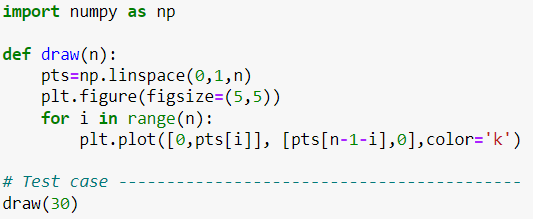 import numpy as np
def draw(n):
    pts=np.linspace(0,1,n)
    plt.figure(figsize=(5,5))
    for i in range(n):
        plt.plot([0,pts[i]], [pts[n-1-i],0],color='k')
# Test case ------------------------------------------
draw(30)